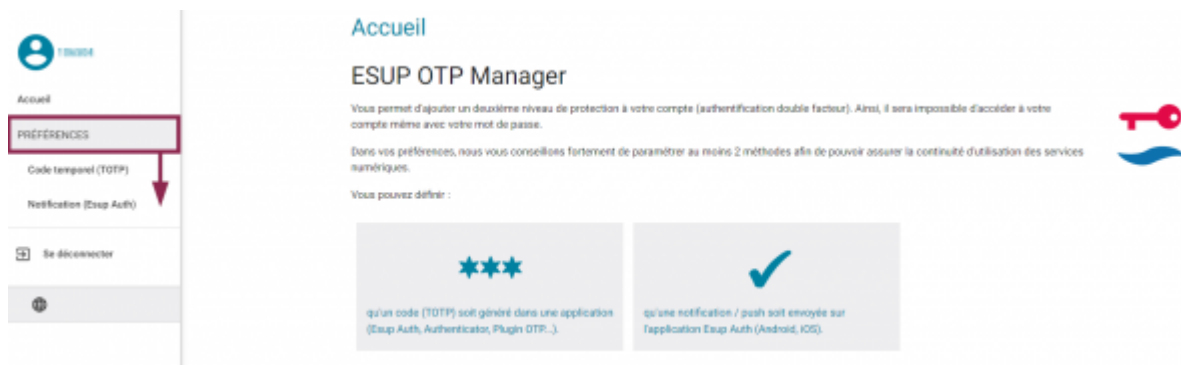 Accueil
ESUP OTP Manager
Accueil
PRÉFÉRENCES
Code temporel (TOTP)
Notification (Esup Auth)
Se déconnecter
Vous permet d'ajouter un deuxième niveau de protection à votre compte (authentification double facteur). Ainsi, il sera impossible d'accéder à votre
compte même avec votre mot de passe.
Dans vos préférences, nous vous conseillons fortement de paramétrer au moins 2 méthodes afin de pouvoir assurer la continuité d'utilisation des services
numériques.
Vous pouvez définir :
qu'un code (TOTP) soit généré dans une application
(Esup Auth, Authenticator, Plugin OTP...).
qu'une notification / push soit envoyée sur
l'application Esup Auth (Android, iOS).